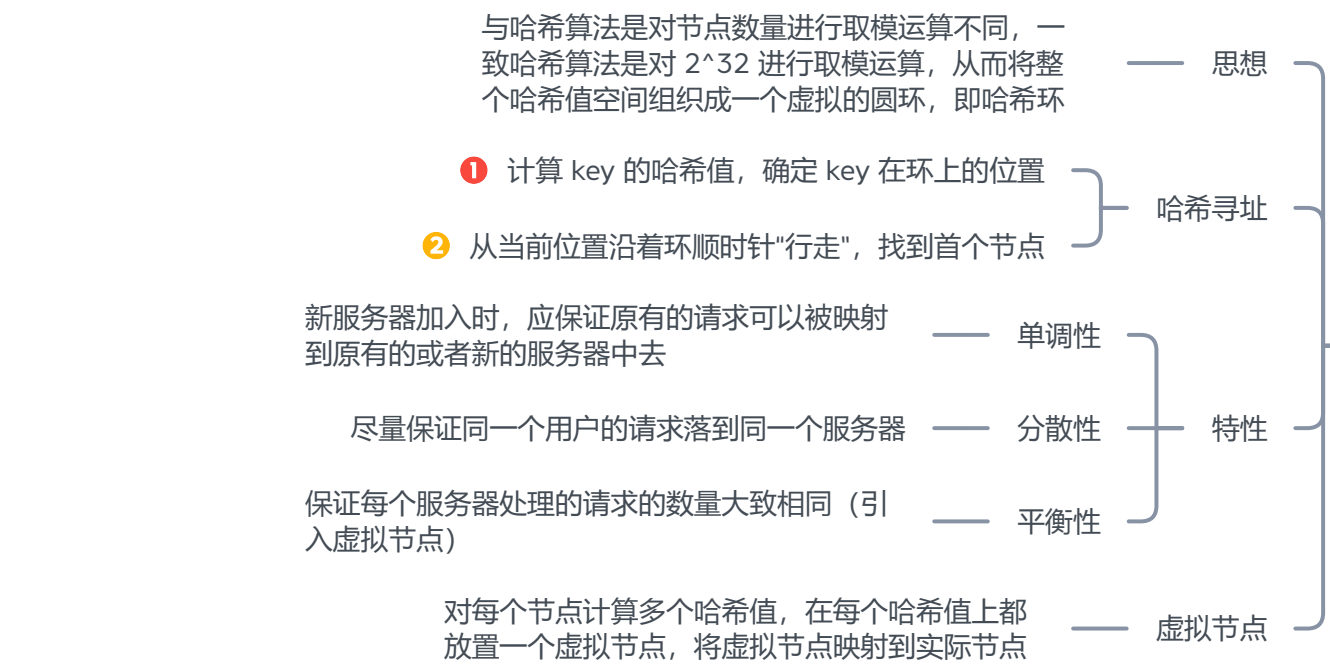 与哈希算法是对节点数量进行取模运算不同，一
致哈希算法是对 2^32 进行取模运算，从而将整
个哈希值空间组织成一个虚拟的圆环，即哈希环
思想
1 计算 key 的哈希值，确定 key 在环上的位置
2 从当前位置沿着环顺时针"行走"，找到首个节点
哈希寻址
新服务器加入时，应保证原有的请求可以被映射
到原有的或者新的服务器中去
单调性
尽量保证同一个用户的请求落到同一个服务器
分散性
特性
保证每个服务器处理的请求的数量大致相同（引
入虚拟节点）
平衡性
对每个节点计算多个哈希值，在每个哈希值上都
放置一个虚拟节点，将虚拟节点映射到实际节点
虚拟节点